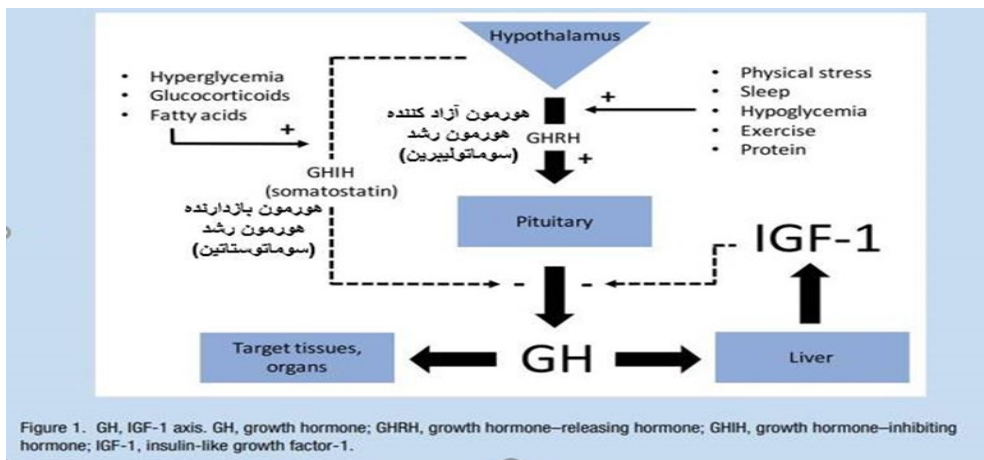 Hypothalamus
• Hyperglycemia
• Glucocorticoids
• Fatty acids
+
• Physical stress
• Sleep
• Hypoglycemia
• Exercise
• Protein
+
هورمون آزاد کننده
هورمون رشد
(سوماتولیبرین)
GHRH
+
GHIH
(somatostatin)
هورمون بازدارنده
هورمون رشد
(سوماتوستاتین)
Pituitary
IGF-1
-
-
Target tissues,
organs
GH
Liver
Figure 1. GH, IGF-1 axis. GH, growth hormone; GHRH, growth hormone–releasing hormone; GHIH, growth hormone–inhibiting
hormone; IGF-1, insulin-like growth factor-1.